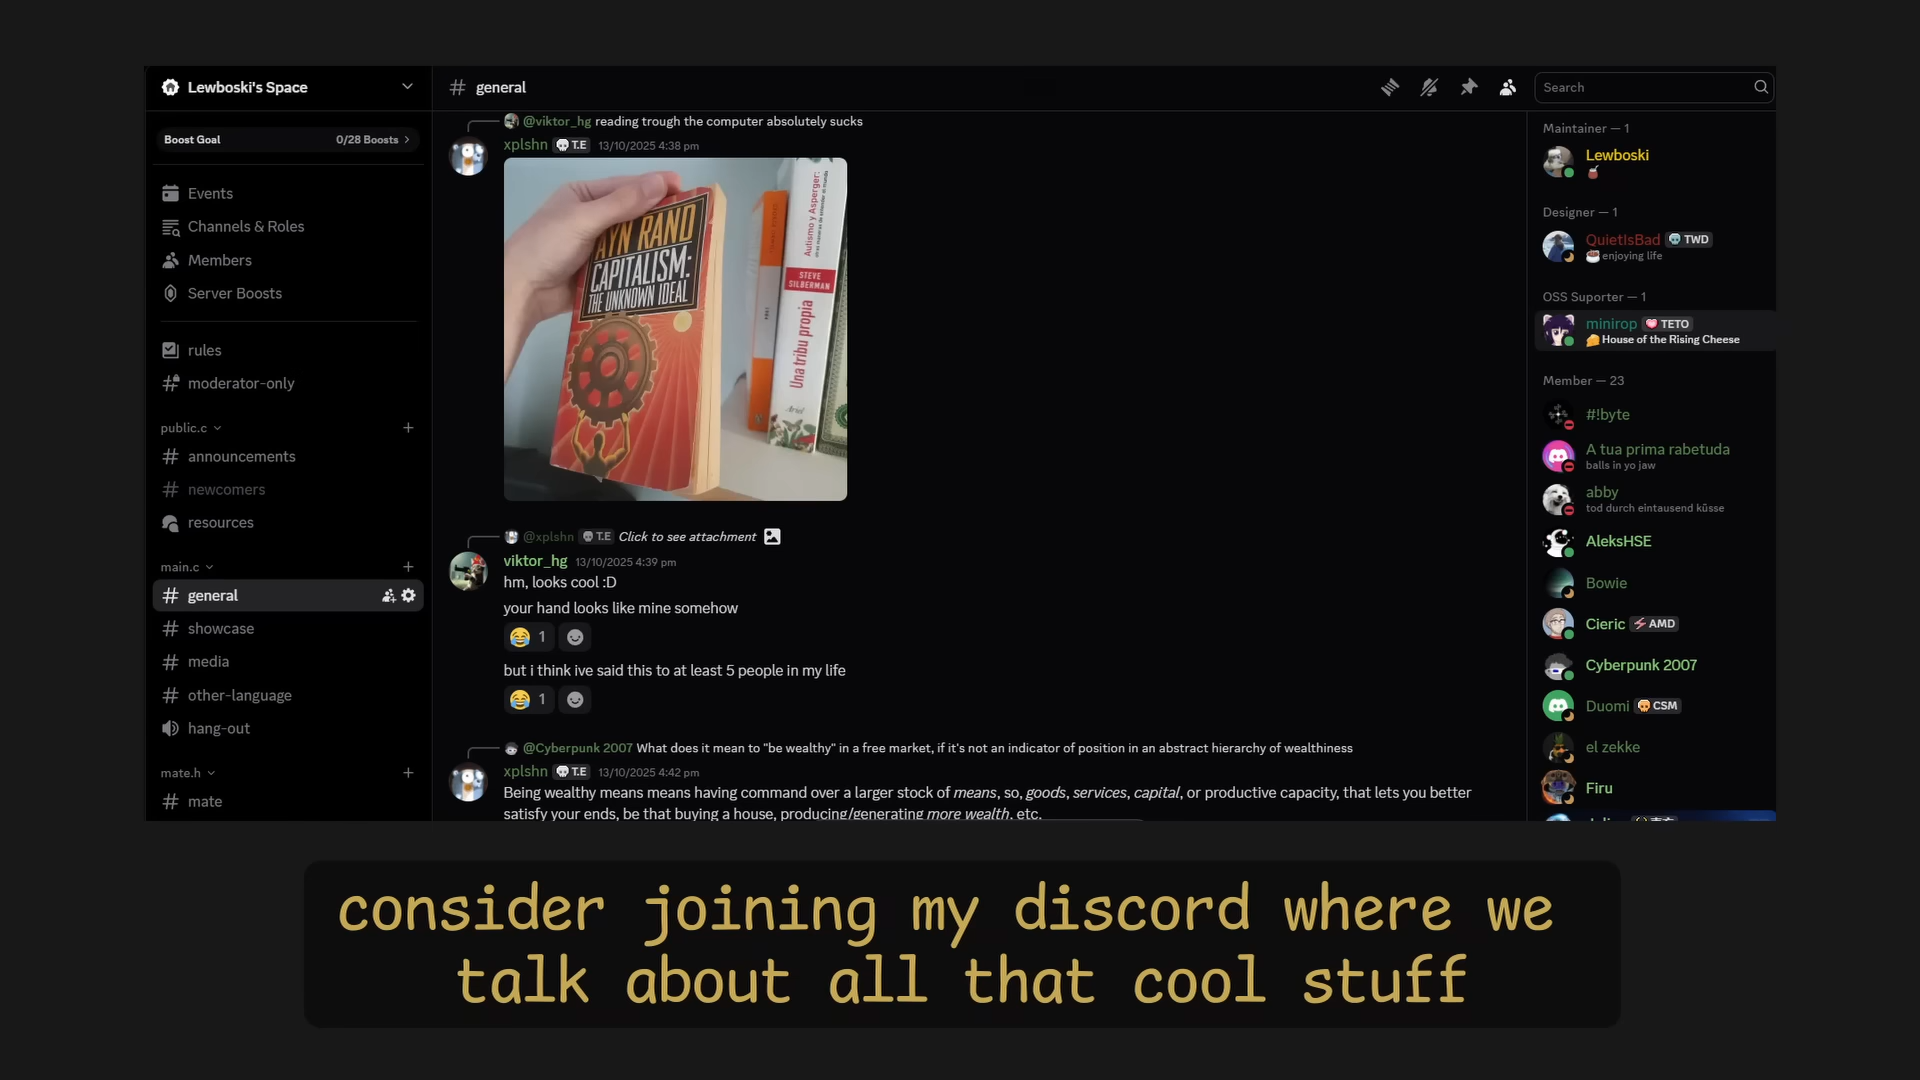 Lewboski's Space
Boost Goal 0/28 Boosts
Events
Channels & Roles
Members
Server Boosts
rules
moderator-only
public.c
announcements
newcomers
resources
main.c
general
showcase
media
other-language
hang-out
mate.h
mate
general
@viktor_hg reading trough the computer absolutely sucks
xplshn T.E 13/10/2025 4:38 pm
AYN RAND
CAPITALISM:
THE UNKNOWN IDEAL
Autismo y Asperger:
STEVE
SILBERMAN
Una tribu propia
Ariel
@xplshn T.E Click to see attachment
viktor_hg 13/10/2025 4:39 pm
hm, looks cool :D
your hand looks like mine somehow
😂 1
but i think ive said this to at least 5 people in my life
😂 1
@Cyberpunk 2007 What does it mean to "be wealthy" in a free market, if it's not an indicator of position in an abstract hierarchy of wealthiness
xplshn T.E 13/10/2025 4:42 pm
Being wealthy means means having command over a larger stock of means, so, goods, services, capital, or productive capacity, that lets you better
satisfy your ends, be that buying a house, producing/generating more wealth, etc.
Search
Maintainer — 1
Lewboski
Designer — 1
QuietIsBad TWD
enjoying life
OSS Suporter — 1
minirop TETO
House of the Rising Cheese
Member — 23
#!byte
A tua prima rabetuda
balls in yo jaw
abby
tod durch eintausend küsse
AleksHSE
Bowie
Cieric AMD
Cyberpunk 2007
Duomi CSM
el zekke
Firu
consider joining my discord where we
talk about all that cool stuff